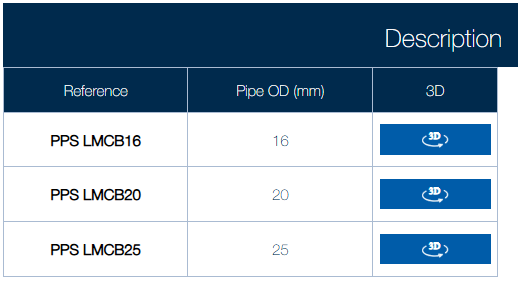 Description
Reference Pipe OD (mm) 3D
PPS LMCB16 16 3D
PPS LMCB20 20 3D
PPS LMCB25 25 3D